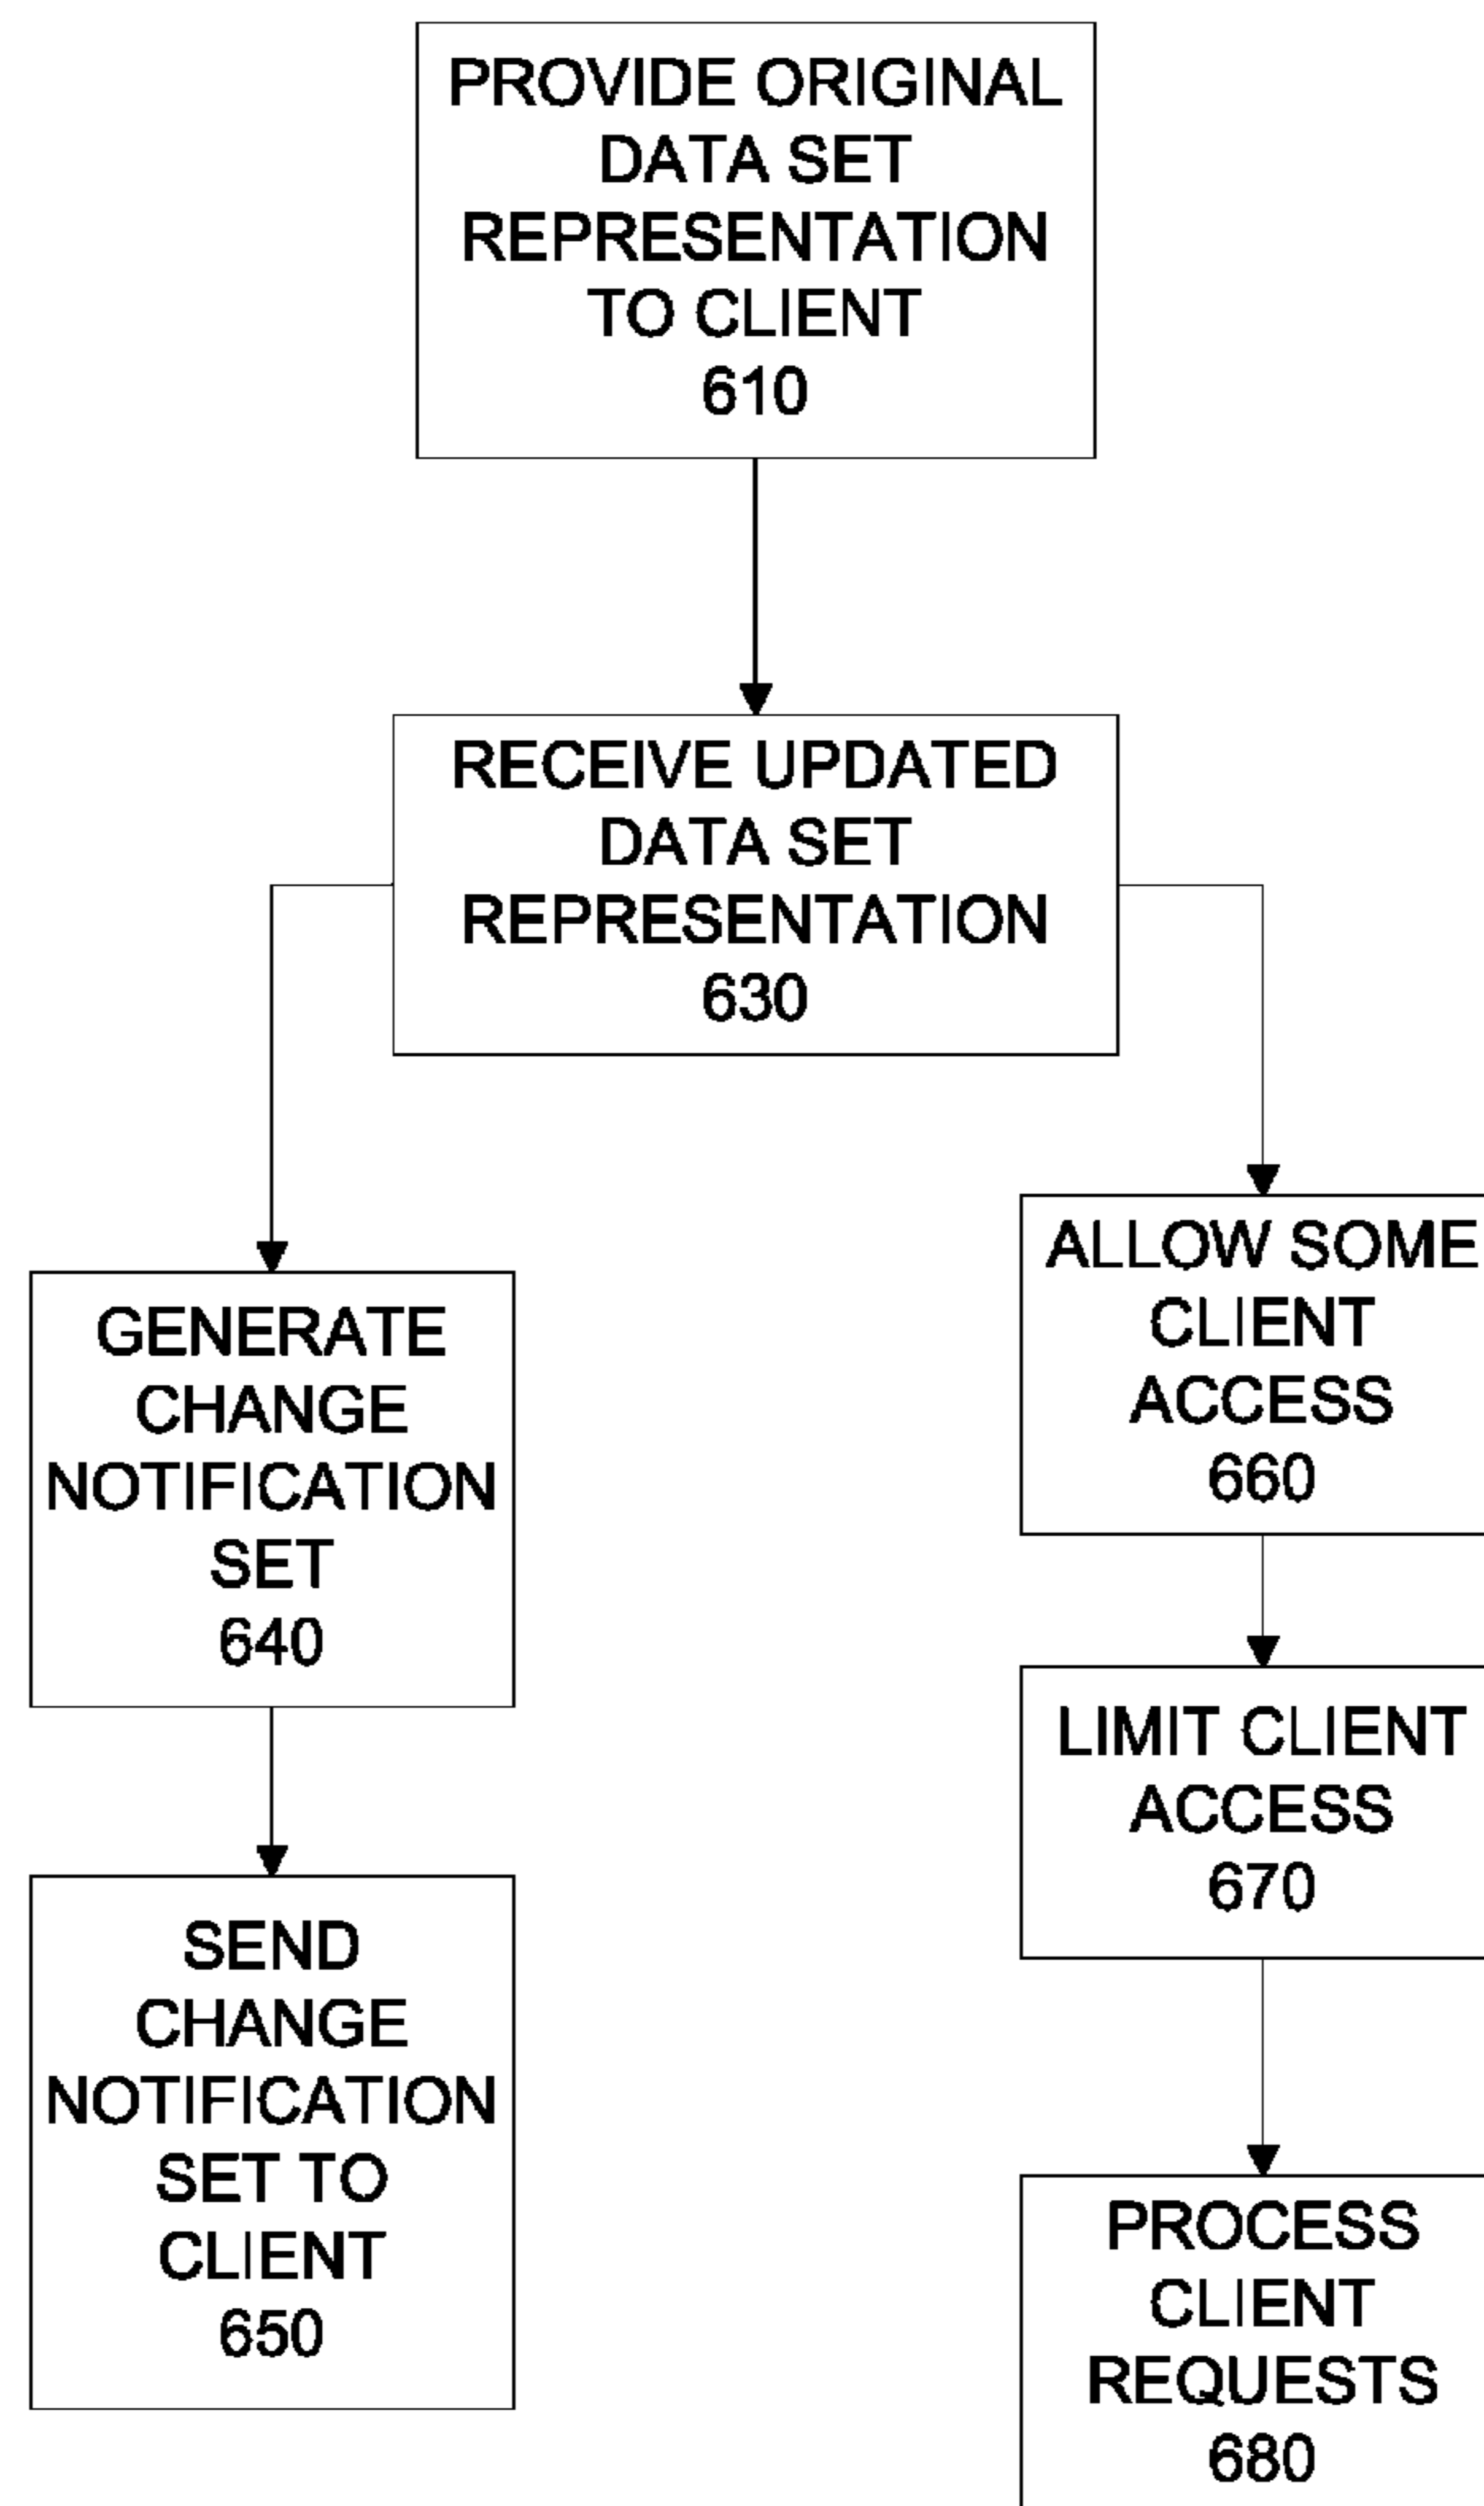 PROVIDE ORIGINAL
DATA SET
REPRESENTATION
TO CLIENT
610
RECEIVE UPDATED
DATA SET
REPRESENTATION
630
GENERATE
CHANGE
NOTIFICATION
SET
640
SEND
CHANGE
NOTIFICATION
SET TO
CLIENT
650
ALLOW SOME
CLIENT
ACCESS
660
LIMIT CLIENT
ACCESS
670
PROCESS
CLIENT
REQUESTS
680